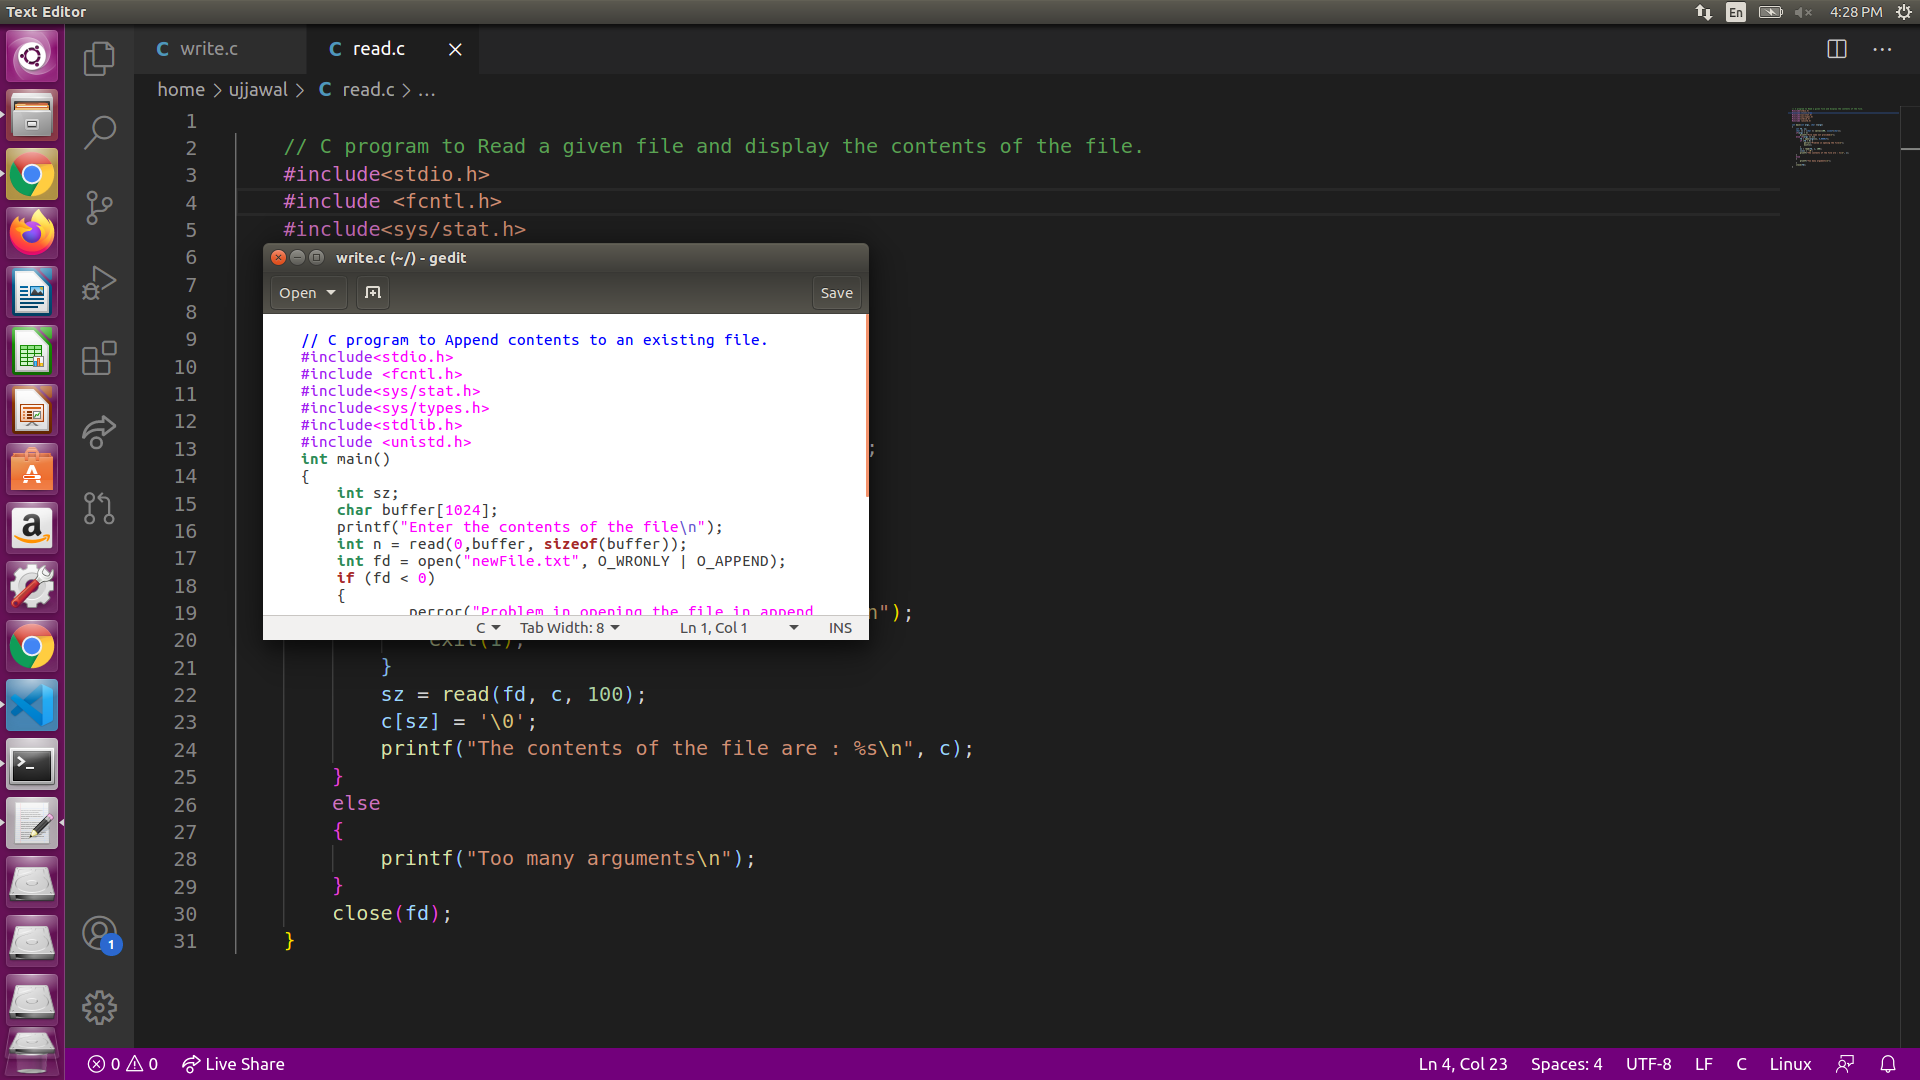 Text Editor
En
4:28 PM
C write.c
C read.c
home > ujjawal > C read.c > ...
1
2 // C program to Read a given file and display the contents of the file.
3 #include<stdio.h>
4 #include <fcntl.h>
5 #include<sys/stat.h>
6
7
8
9
10
11
12
13 ;
14
15
16
17
18
19 n");
20 exit(1);
21 }
22 sz = read(fd, c, 100);
23 c[sz] = '\0';
24 printf("The contents of the file are : %s\n", c);
25 }
26 else
27 {
28 printf("Too many arguments\n");
29 }
30 close(fd);
31 }
write.c (~/) - gedit
Open
Save
// C program to Append contents to an existing file.
#include<stdio.h>
#include <fcntl.h>
#include<sys/stat.h>
#include<sys/types.h>
#include<stdlib.h>
#include <unistd.h>
int main()
{
int sz;
char buffer[1024];
printf("Enter the contents of the file\n");
int n = read(0,buffer, sizeof(buffer));
int fd = open("newFile.txt", O_WRONLY | O_APPEND);
if (fd < 0)
{
perror("Problem in opening the file in append
C
Tab Width: 8
Ln 1, Col 1
INS
1
0 0 Live Share
Ln 4, Col 23 Spaces: 4 UTF-8 LF C Linux